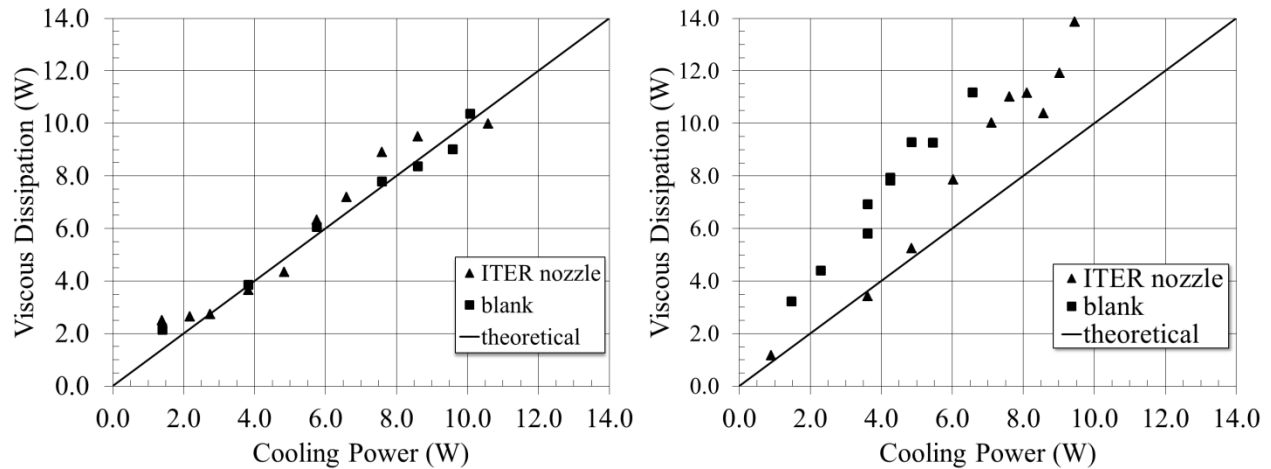 14.0
12.0
10.0
8.0
6.0
4.0
2.0
0.0
Viscous Dissipation (W)
ITER nozzle
blank
theoretical
0.0 2.0 4.0 6.0 8.0 10.0 12.0 14.0
Cooling Power (W)
14.0
12.0
10.0
8.0
6.0
4.0
2.0
0.0
Viscous Dissipation (W)
ITER nozzle
blank
theoretical
0.0 2.0 4.0 6.0 8.0 10.0 12.0 14.0
Cooling Power (W)